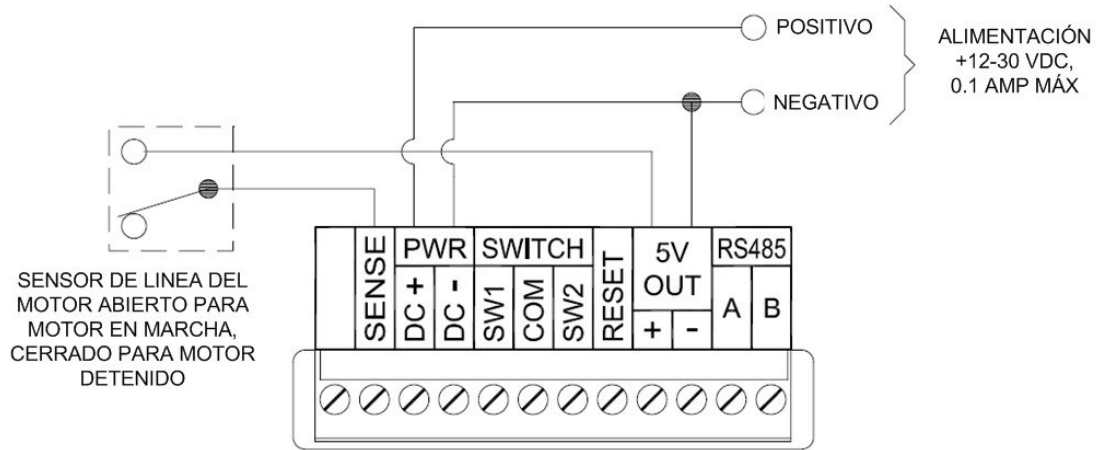 POSITIVO
NEGATIVO
ALIMENTACIÓN
+12-30 VDC,
0.1 AMP MÁX
SENSOR DE LINEA DEL
MOTOR ABIERTO PARA
MOTOR EN MARCHA,
CERRADO PARA MOTOR
DETENIDO
SENSE
PWR
DC +
DC -
SWITCH
SW1
COM
SW2
RESET
5V
OUT
+
-
RS485
A
B